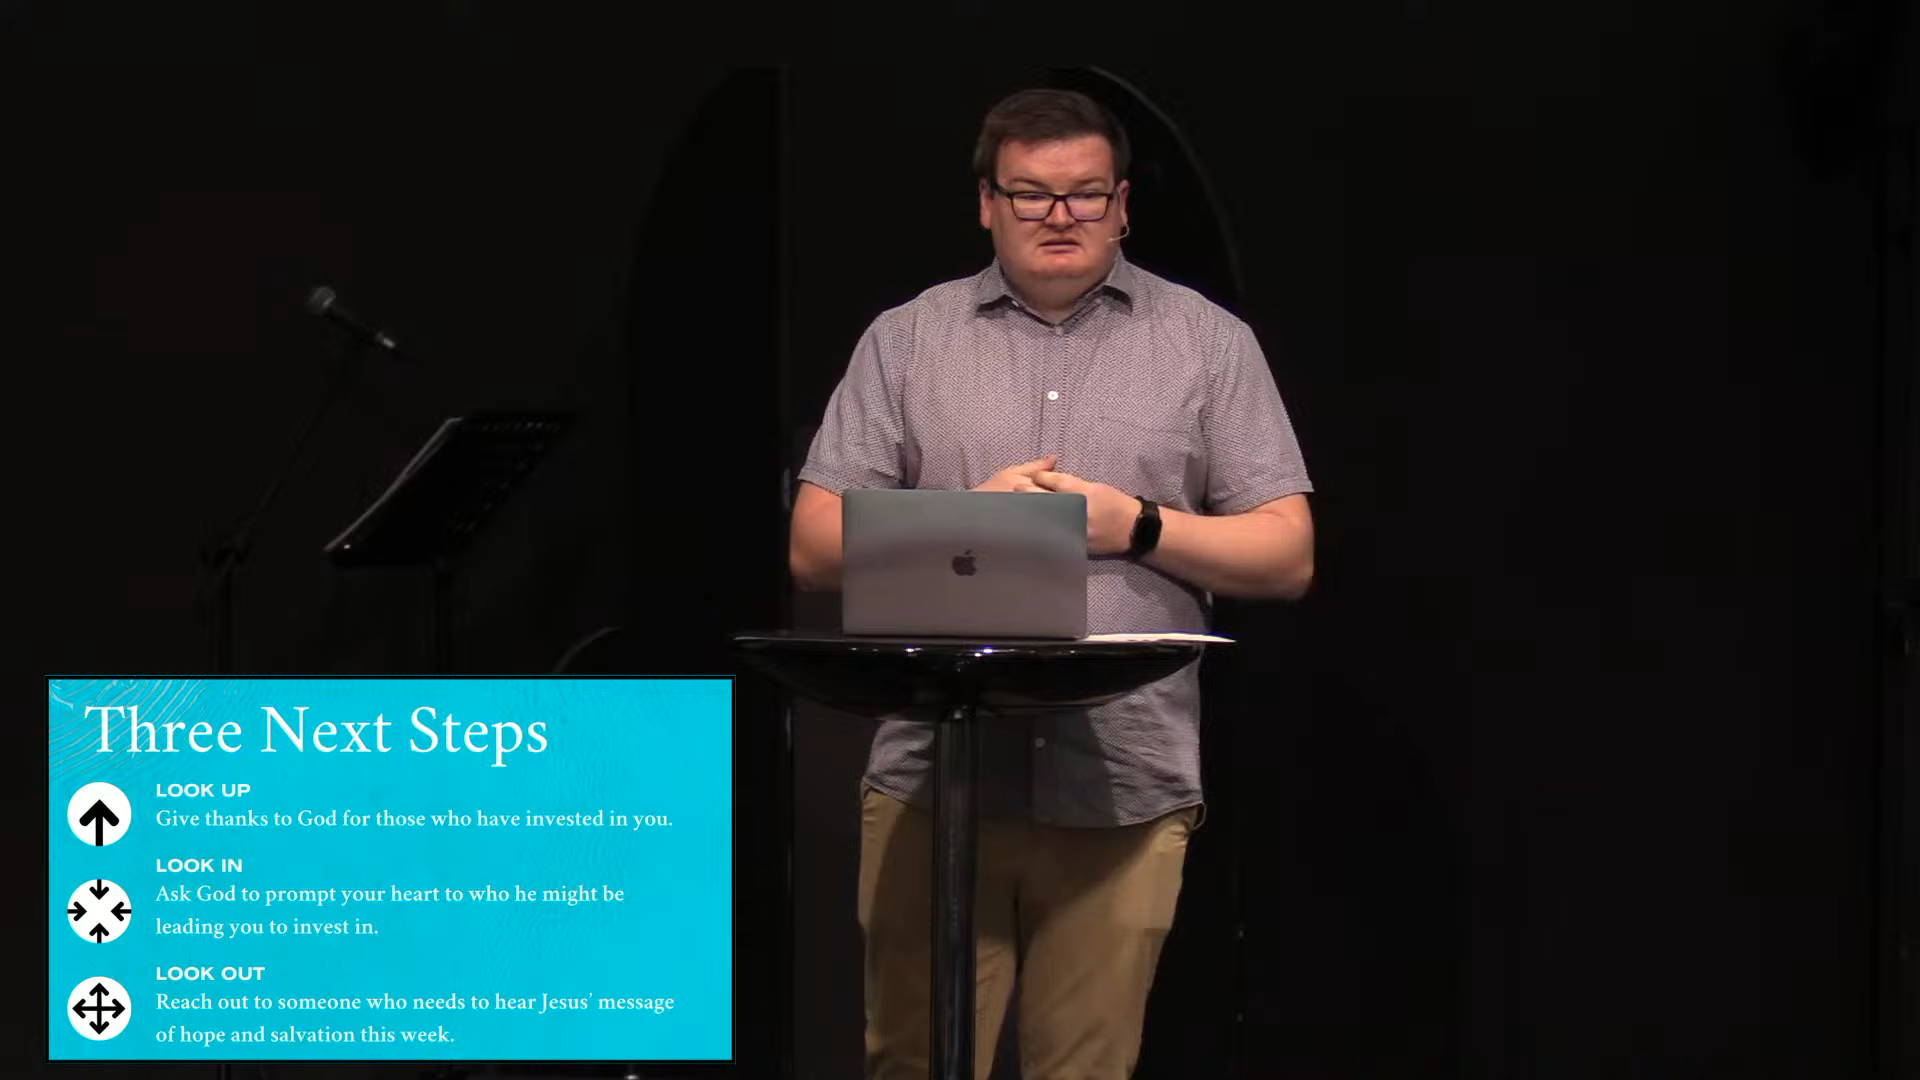 Three Next Steps
LOOK UP
Give thanks to God for those who have invested in you.
LOOK IN
Ask God to prompt your heart to who he might be
leading you to invest in.
LOOK OUT
Reach out to someone who needs to hear Jesus’ message
of hope and salvation this week.